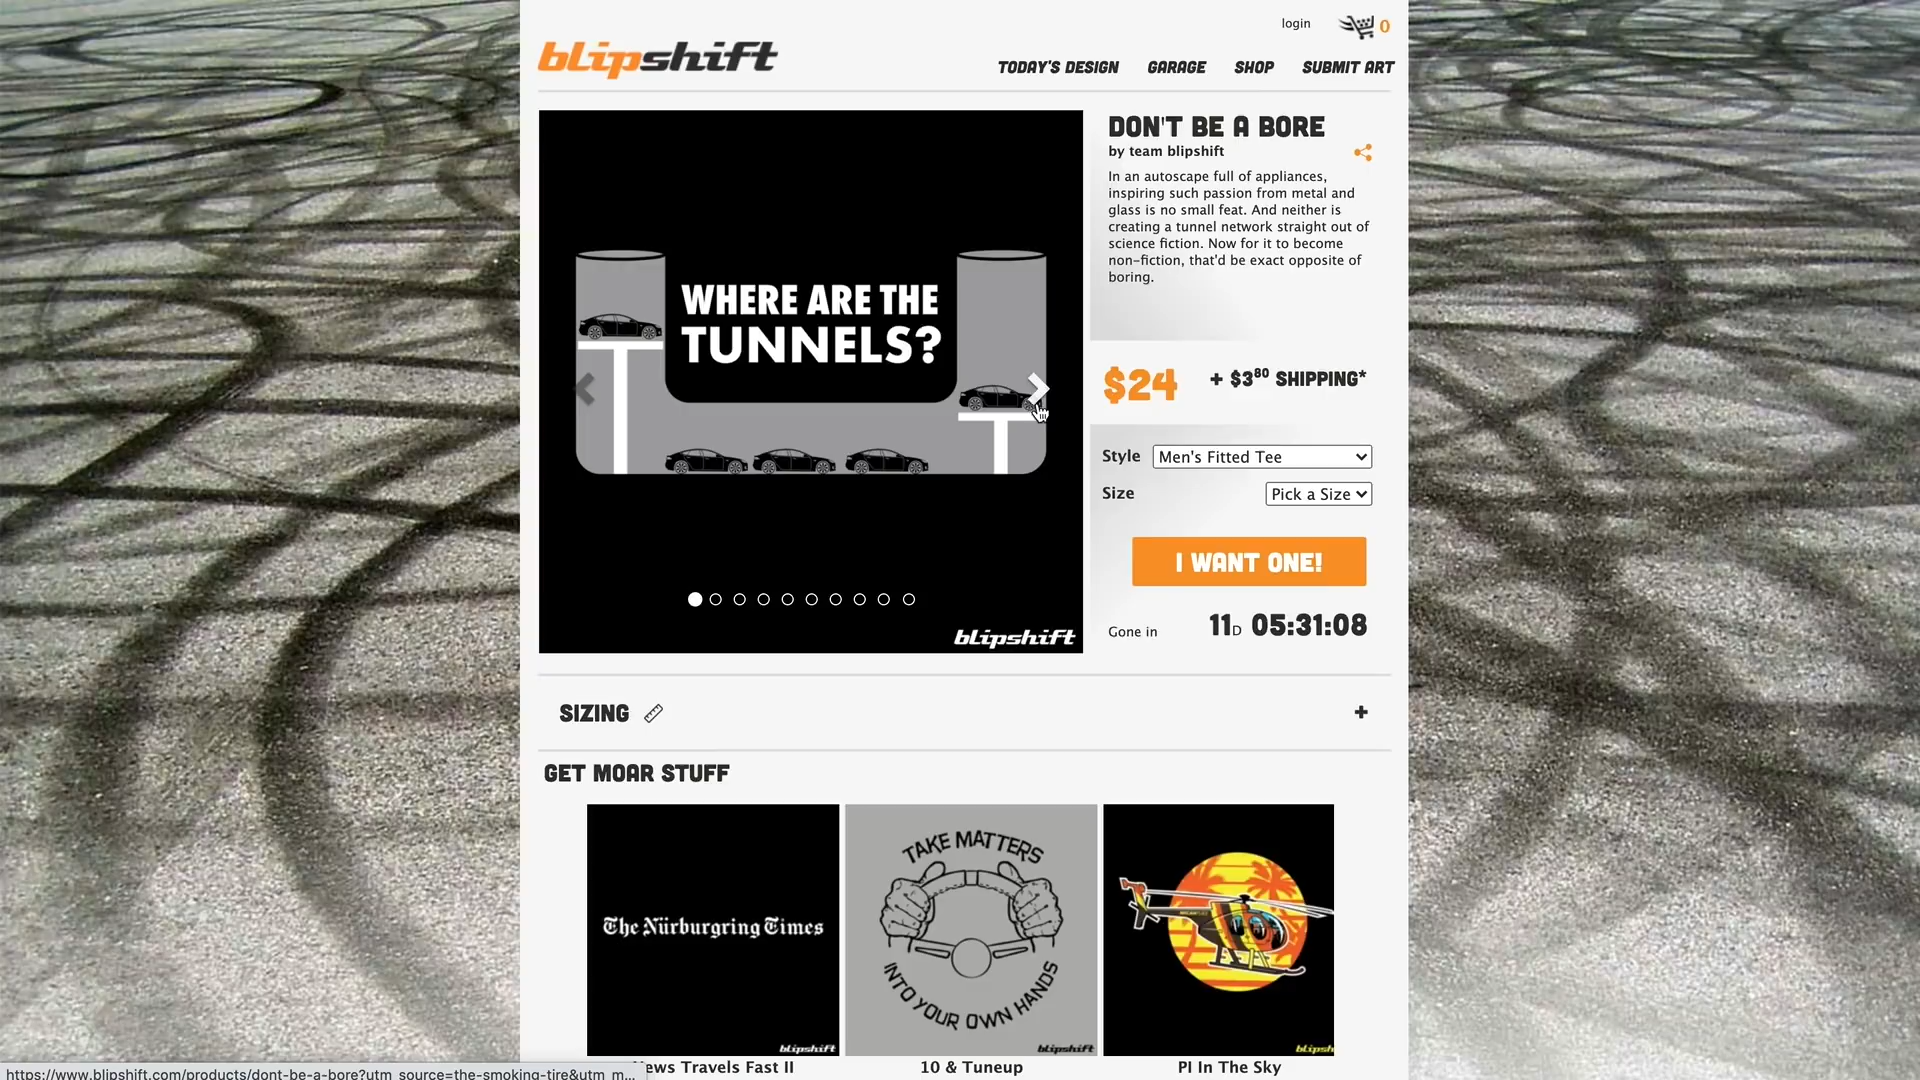 login
0
blipshift
TODAY'S DESIGN
GARAGE
SHOP
SUBMIT ART
WHERE ARE THE
TUNNELS?
blipshift
DON'T BE A BORE
by team blipshift
In an autoscape full of appliances,
inspiring such passion from metal and
glass is no small feat. And neither is
creating a tunnel network straight out of
science fiction. Now for it to become
non-fiction, that'd be exact opposite of
boring.
$24
+ $380 SHIPPING*
Style
Men's Fitted Tee
Size
Pick a Size
I WANT ONE!
Gone in
11D 05:31:08
SIZING
+
GET MOAR STUFF
The Nürburgring Times
blipshift
TAKE MATTERS
INTO YOUR OWN HANDS
blipshift
blipsh
ews Travels Fast II
10 & Tuneup
PI In The Sky
https://www.blipshift.com/products/dont-be-a-bore?utm_source=the-smoking-tire&utm_m...